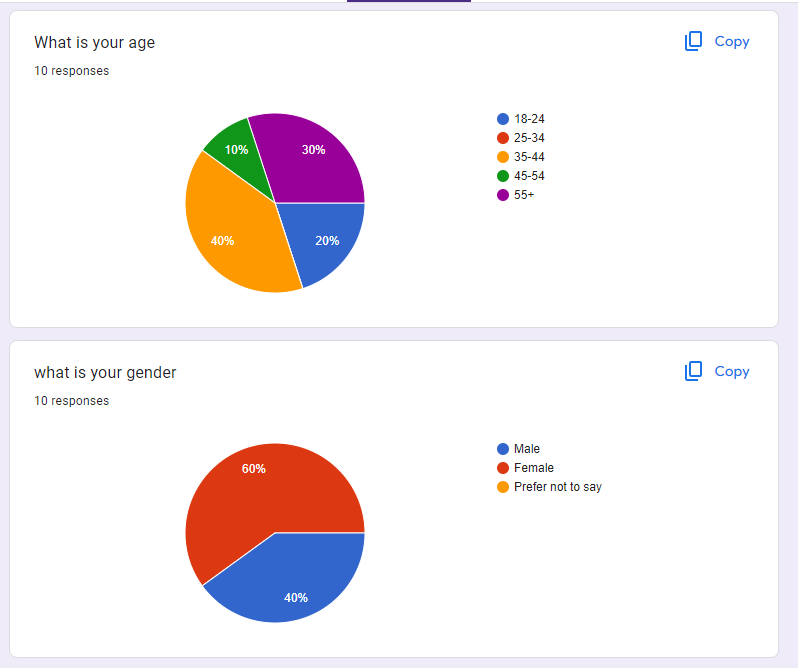 What is your age
Copy
10 responses
10%
30%
40%
20%
18-24
25-34
35-44
45-54
55+
what is your gender
Copy
10 responses
60%
40%
Male
Female
Prefer not to say